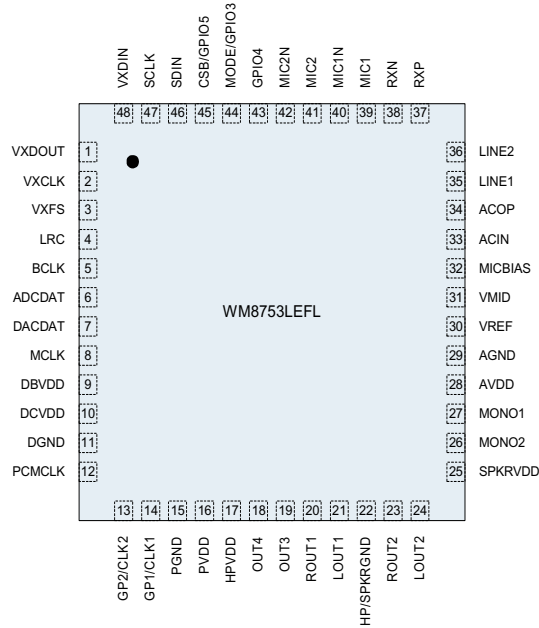 VXDIN
SCLK
SDIN
CSB/GPIO5
MODE/GPIO3
GPIO4
MIC2N
MIC2
MIC1N
MIC1
RXN
RXP
48 47 46 45 44 43 42 41 40 39 38 37
VXDOUT 1 36 LINE2
VXCLK 2 35 LINE1
VXFS 3 34 ACOP
LRC 4 33 ACIN
BCLK 5 32 MICBIAS
ADCDAT 6 31 VMID
DACDAT 7 30 VREF
WM8753LEFL
MCLK 8 29 AGND
DBVDD 9 28 AVDD
DCVDD 10 27 MONO1
DGND 11 26 MONO2
PCMCLK 12 25 SPKRVDD
13 14 15 16 17 18 19 20 21 22 23 24
GP2/CLK2
GP1/CLK1
PGND
PVDD
HPVDD
OUT4
OUT3
ROUT1
LOUT1
HP/SPKRGND
ROUT2
LOUT2